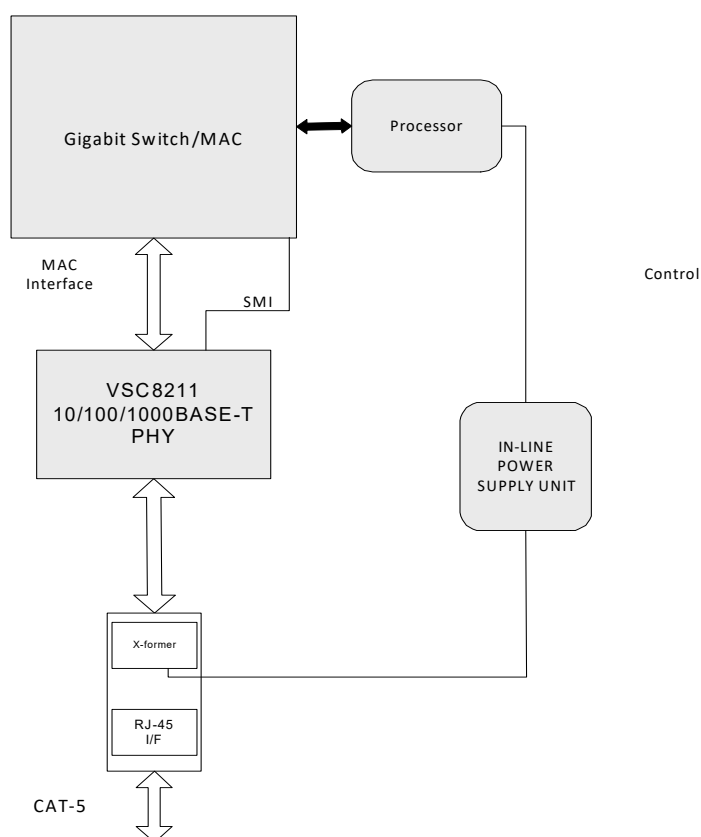 Gigabit Switch/MAC
Processor
MAC
Interface
SMI
Control
VSC8211
10/100/1000BASE-T
PHY
IN-LINE
POWER
SUPPLY UNIT
X-former
RJ-45
I/F
CAT-5